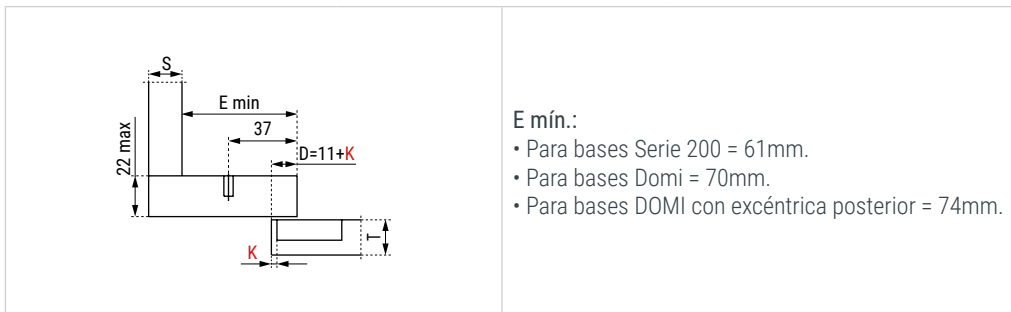 S
E min
37
D=11+K
22 max
T
K
E mín.:
• Para bases Serie 200 = 61mm.
• Para bases Domi = 70mm.
• Para bases DOMI con excéntrica posterior = 74mm.